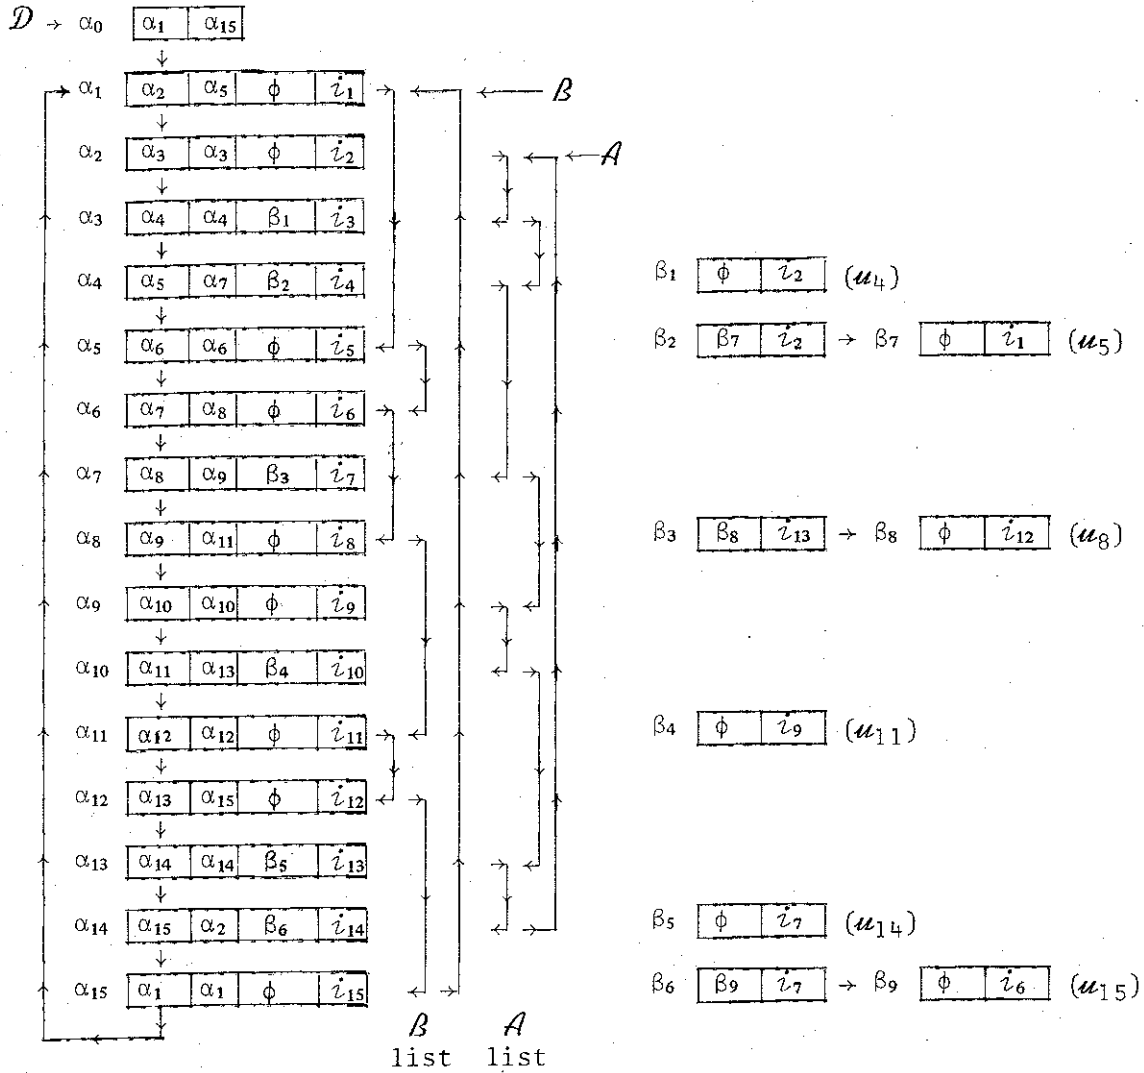 𝒟 → α₀ α₁ α₁₅
α₁ α₂ α₅ ϕ i₁ B
α₂ α₃ α₃ ϕ i₂ A
α₃ α₄ α₄ β₁ i₃
α₄ α₅ α₇ β₂ i₄ β₁ ϕ i₂ (u₄)
α₅ α₆ α₆ ϕ i₅ β₂ β₇ i₂ → β₇ ϕ i₁ (u₅)
α₆ α₇ α₈ ϕ i₆
α₇ α₈ α₉ β₃ i₇
α₈ α₉ α₁₁ ϕ i₈ β₃ β₈ i₁₃ → β₈ ϕ i₁₂ (u₈)
α₉ α₁₀ α₁₀ ϕ i₉
α₁₀ α₁₁ α₁₃ β₄ i₁₀
α₁₁ α₁₂ α₁₂ ϕ i₁₁ β₄ ϕ i₉ (u₁₁)
α₁₂ α₁₃ α₁₅ ϕ i₁₂
α₁₃ α₁₄ α₁₄ β₅ i₁₃
α₁₄ α₁₅ α₂ β₆ i₁₄ β₅ ϕ i₇ (u₁₄)
α₁₅ α₁ α₁ ϕ i₁₅ β₆ β₉ i₇ → β₉ ϕ i₆ (u₁₅)
B A
list list